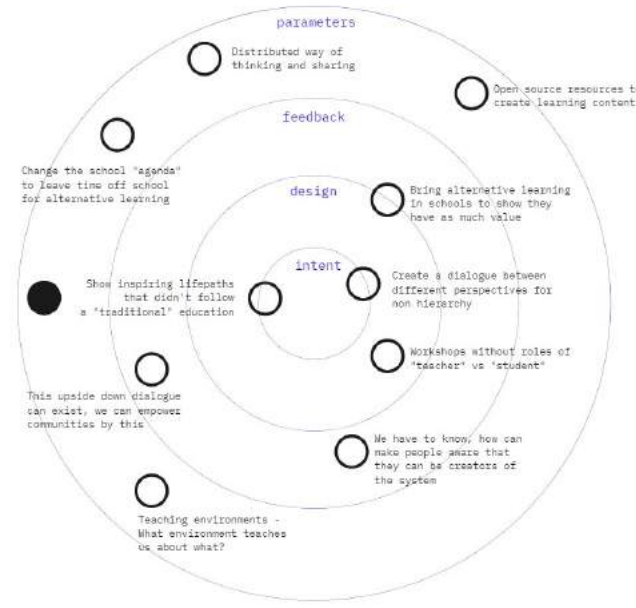 parameters
Distributed way of
thinking and sharing
Open source resources t
create learning content
feedback
Change the school "agenda"
to leave time off school
for alternative learning
design
Bring alternative learning
in schools to show they
have as much value
intent
Show inspiring lifepaths
that didn't follow
a "traditional" education
Create a dialogue between
different perspectives for
non hierarchy
Workshops without roles of
"teacher" vs "student"
This upside down dialogue
can exist, we can empower
communities by this
We have to know, how can
make people aware that
they can be creators of
the system
Teaching environments -
What environment teaches
us about what?